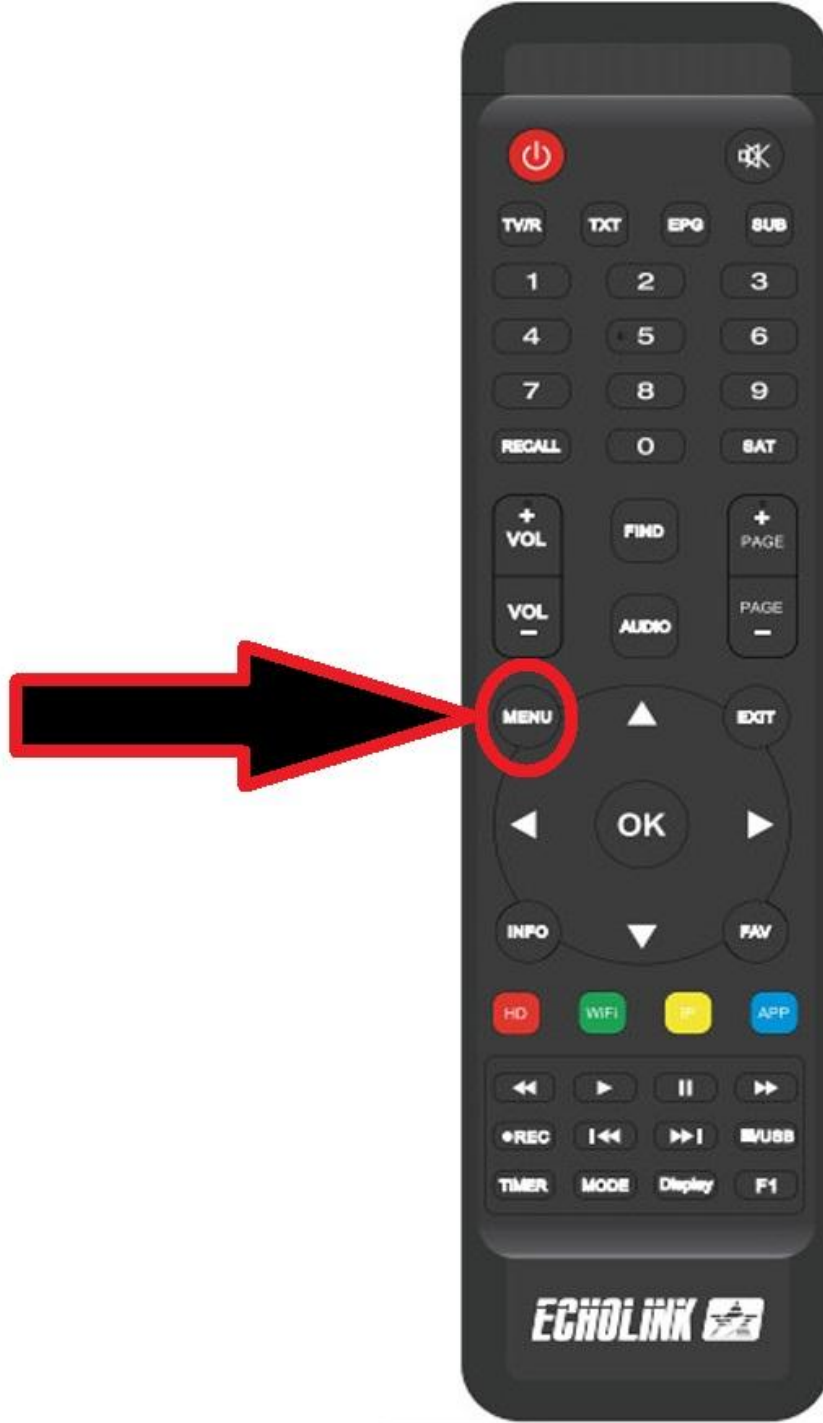 TV/R TXT EPG SUB
1 2 3
4 5 6
7 8 9
RECALL 0 SAT
+ VOL FIND + PAGE
VOL - AUDIO PAGE -
MENU EXIT
OK
INFO FAV
HD WiFi IP APP
REC /USB
TIMER MODE Display F1
ECHOLINK